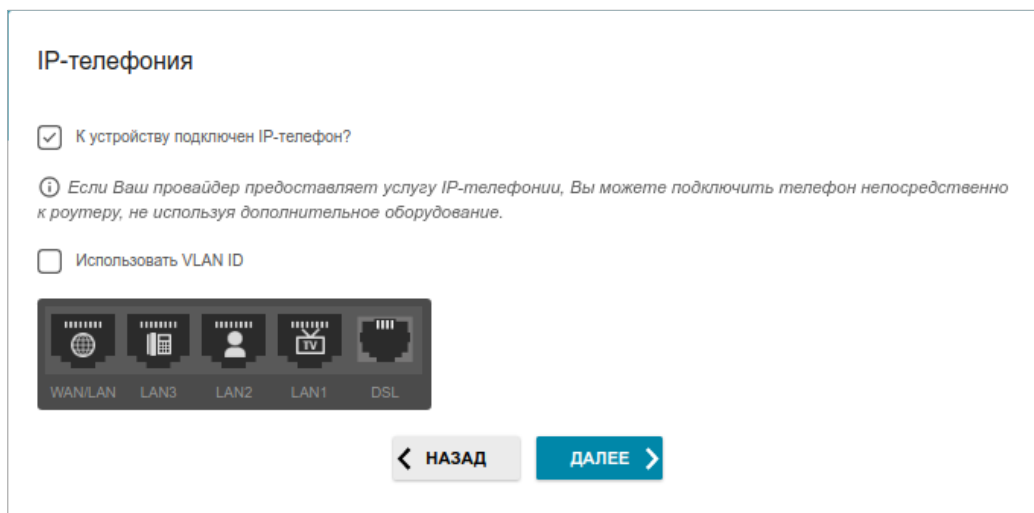 IP-телефония
К устройству подключен IP-телефон?
Если Ваш провайдер предоставляет услугу IP-телефонии, Вы можете подключить телефон непосредственно
к роутеру, не используя дополнительное оборудование.
Использовать VLAN ID
TV
WAN/LAN LAN3 LAN2 LAN1 DSL
НАЗАД ДАЛЕЕ